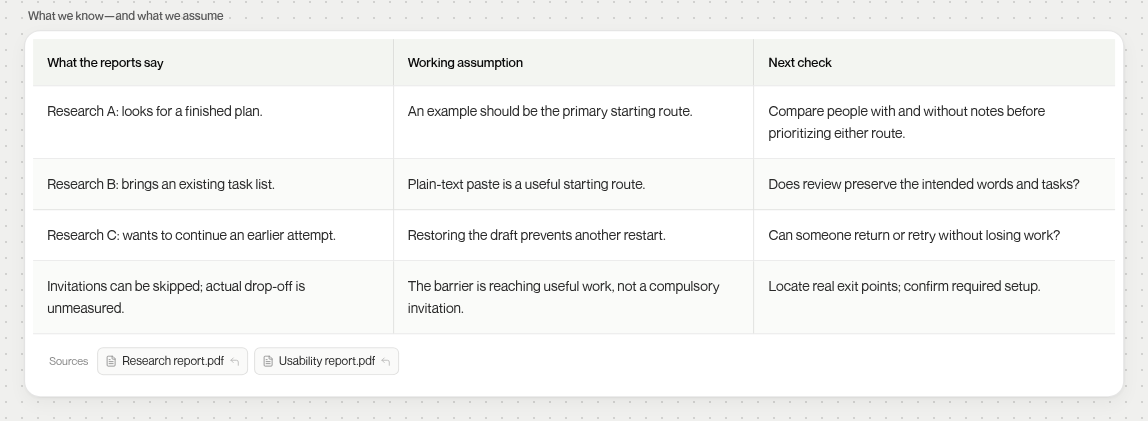 What we know—and what we assume
What the reports say
Working assumption
Next check
Research A: looks for a finished plan.
An example should be the primary starting route.
Compare people with and without notes before
prioritizing either route.
Research B: brings an existing task list.
Plain-text paste is a useful starting route.
Does review preserve the intended words and tasks?
Research C: wants to continue an earlier attempt.
Restoring the draft prevents another restart.
Can someone return or retry without losing work?
Invitations can be skipped; actual drop-off is
unmeasured.
The barrier is reaching useful work, not a compulsory
invitation.
Locate real exit points; confirm required setup.
Sources
Research report.pdf
Usability report.pdf